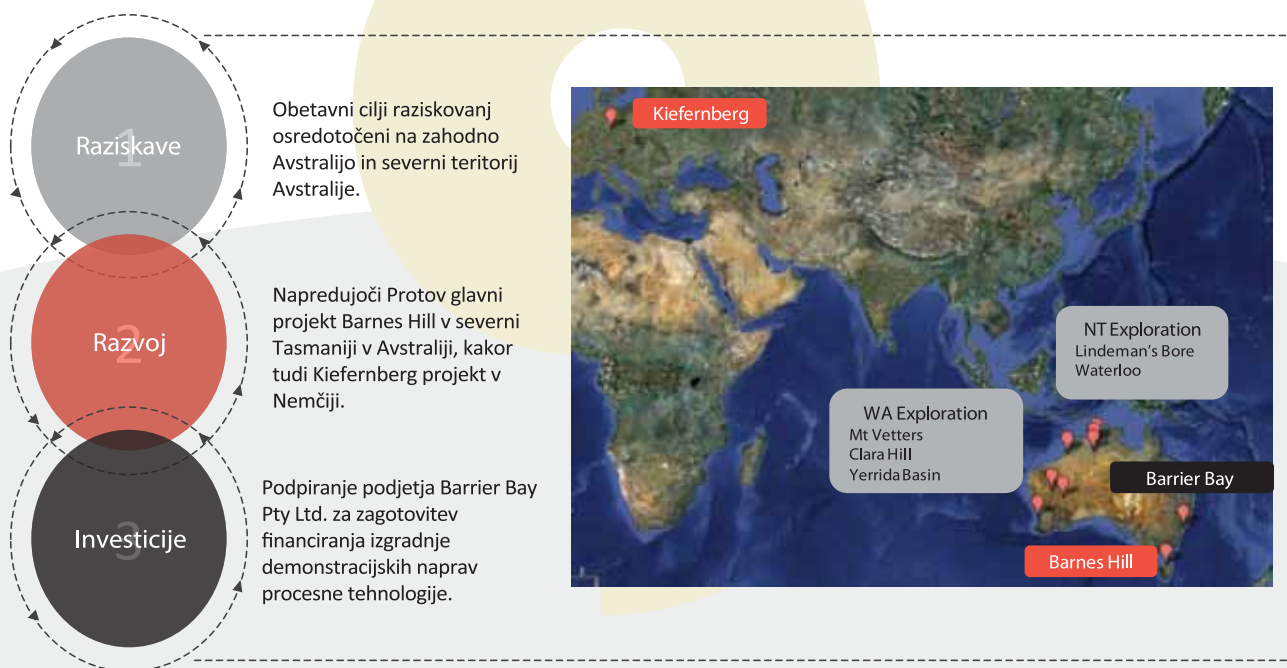 1
Raziskave
Obetavni cilji raziskovanj
osredotočeni na zahodno
Avstralijo in severni teritorij
Avstralije.
2
Razvoj
Napredujoči Protov glavni
projekt Barnes Hill v severni
Tasmaniji v Avstraliji, kakor
tudi Kiefernberg projekt v
Nemčiji.
3
Investicije
Podpiranje podjetja Barrier Bay
Pty Ltd. za zagotovitev
financiranja izgradnje
demonstracijskih naprav
procesne tehnologije.
Kiefernberg
NT Exploration
Lindeman's Bore
Waterloo
WA Exploration
Mt Vetters
Clara Hill
Yerrida Basin
Barrier Bay
Barnes Hill